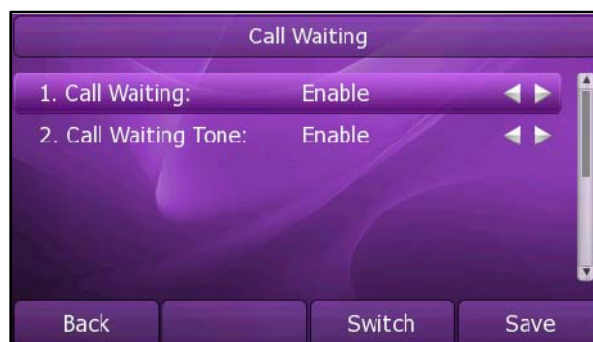 Call Waiting
1. Call Waiting: Enable
2. Call Waiting Tone: Enable
Back Switch Save